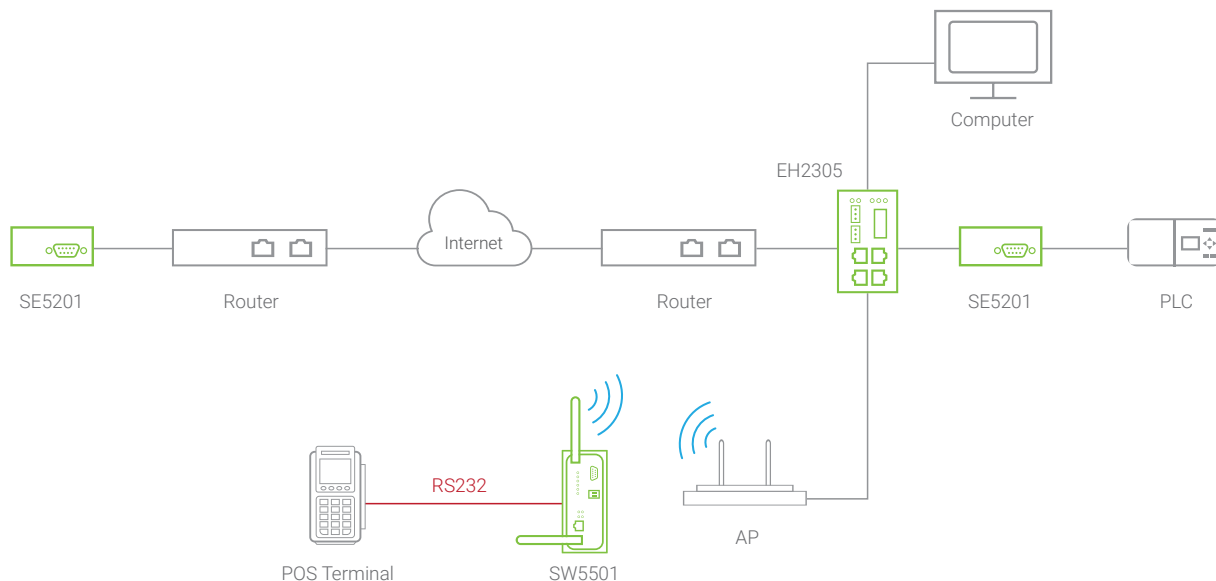 Computer
EH2305
Internet
SE5201
Router
Router
SE5201
PLC
RS232
AP
POS Terminal
SW5501